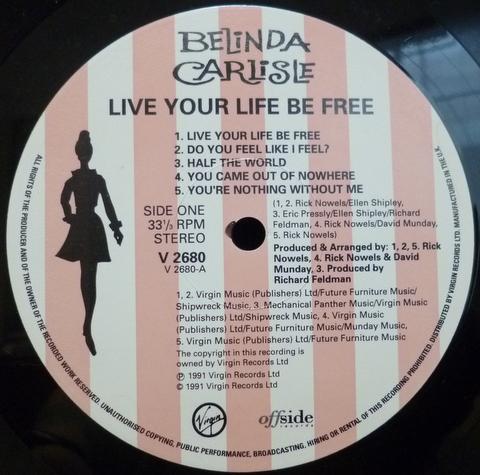 BELINDA
CARLISLE
LIVE YOUR LIFE BE FREE
1. LIVE YOUR LIFE BE FREE
2. DO YOU FEEL LIKE I FEEL?
3. HALF THE WORLD
4. YOU CAME OUT OF NOWHERE
5. YOU'RE NOTHING WITHOUT ME
SIDE ONE
33⅓ RPM
STEREO
V 2680
V 2680-A
(1, 2. Rick Nowels/Ellen Shipley,
3. Eric Pressly/Ellen Shipley/Richard
Feldman, 4. Rick Nowels/David Munday,
5. Rick Nowels)
Produced & Arranged by: 1, 2, 5. Rick
Nowels, 4. Rick Nowels & David
Munday, 3. Produced by
Richard Feldman
1, 2. Virgin Music (Publishers) Ltd/Future Furniture Music/
Shipwreck Music, 3. Mechanical Panther Music/Virgin Music
(Publishers) Ltd/Shipwreck Music, 4. Virgin Music
(Publishers) Ltd/Future Furniture Music/Munday Music,
5. Virgin Music (Publishers) Ltd/Future Furniture Music
The copyright in this recording is
owned by Virgin Records Ltd
℗ 1991 Virgin Records Ltd
© 1991 Virgin Records Ltd
Virgin
offside
records
ALL RIGHTS OF THE PRODUCER AND OF THE OWNER OF THE RECORDED WORK RESERVED. UNAUTHORISED COPYING, PUBLIC PERFORMANCE, BROADCASTING, HIRING OR RENTAL OF THIS RECORDING PROHIBITED. DISTRIBUTED BY VIRGIN RECORDS LTD. MANUFACTURED IN THE U.K.